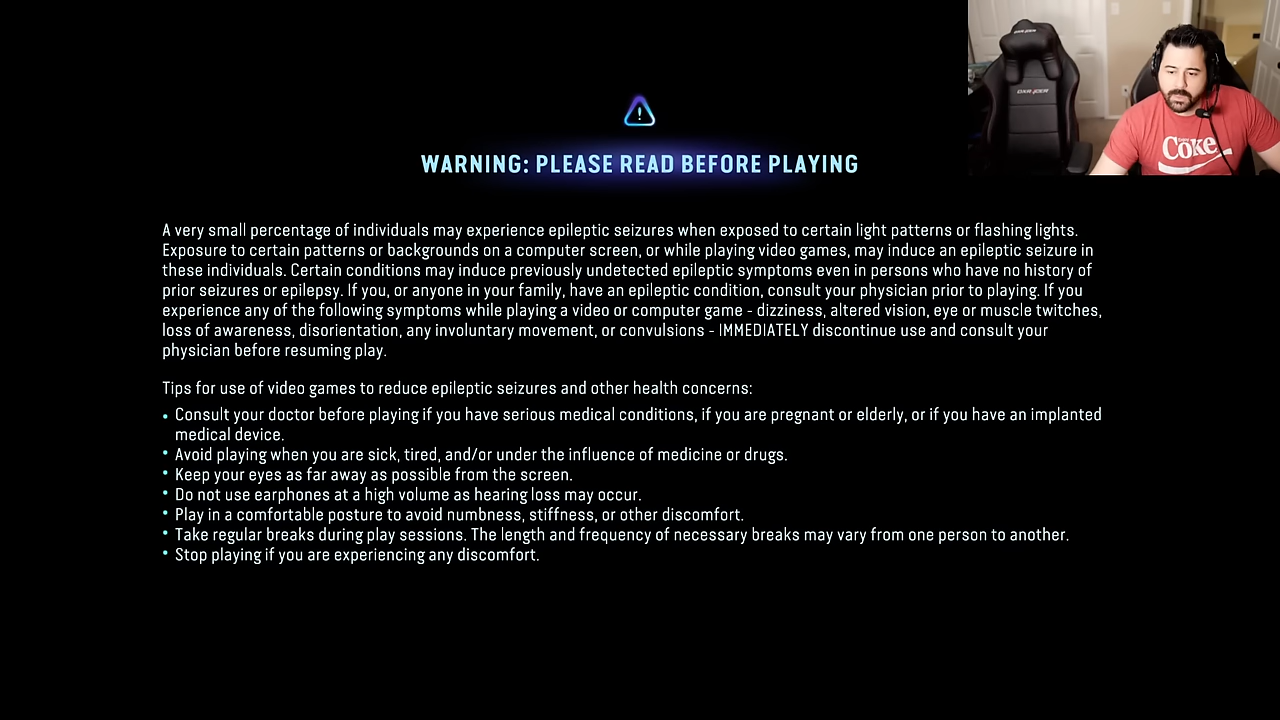 WARNING: PLEASE READ BEFORE PLAYING
A very small percentage of individuals may experience epileptic seizures when exposed to certain light patterns or flashing lights.
Exposure to certain patterns or backgrounds on a computer screen, or while playing video games, may induce an epileptic seizure in
these individuals. Certain conditions may induce previously undetected epileptic symptoms even in persons who have no history of
prior seizures or epilepsy. If you, or anyone in your family, have an epileptic condition, consult your physician prior to playing. If you
experience any of the following symptoms while playing a video or computer game - dizziness, altered vision, eye or muscle twitches,
loss of awareness, disorientation, any involuntary movement, or convulsions - IMMEDIATELY discontinue use and consult your
physician before resuming play.
Tips for use of video games to reduce epileptic seizures and other health concerns:
• Consult your doctor before playing if you have serious medical conditions, if you are pregnant or elderly, or if you have an implanted
medical device.
• Avoid playing when you are sick, tired, and/or under the influence of medicine or drugs.
• Keep your eyes as far away as possible from the screen.
• Do not use earphones at a high volume as hearing loss may occur.
• Play in a comfortable posture to avoid numbness, stiffness, or other discomfort.
• Take regular breaks during play sessions. The length and frequency of necessary breaks may vary from one person to another.
• Stop playing if you are experiencing any discomfort.
DXRACER
Coke